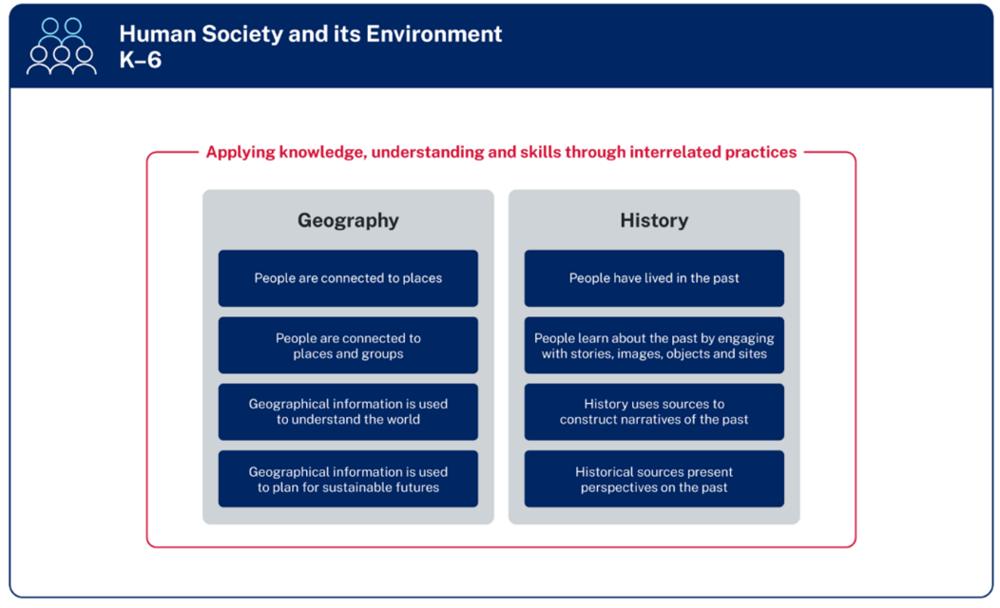 Human Society and its Environment
K–6
Applying knowledge, understanding and skills through interrelated practices
Geography
People are connected to places
People are connected to
places and groups
Geographical information is used
to understand the world
Geographical information is used
to plan for sustainable futures
History
People have lived in the past
People learn about the past by engaging
with stories, images, objects and sites
History uses sources to
construct narratives of the past
Historical sources present
perspectives on the past